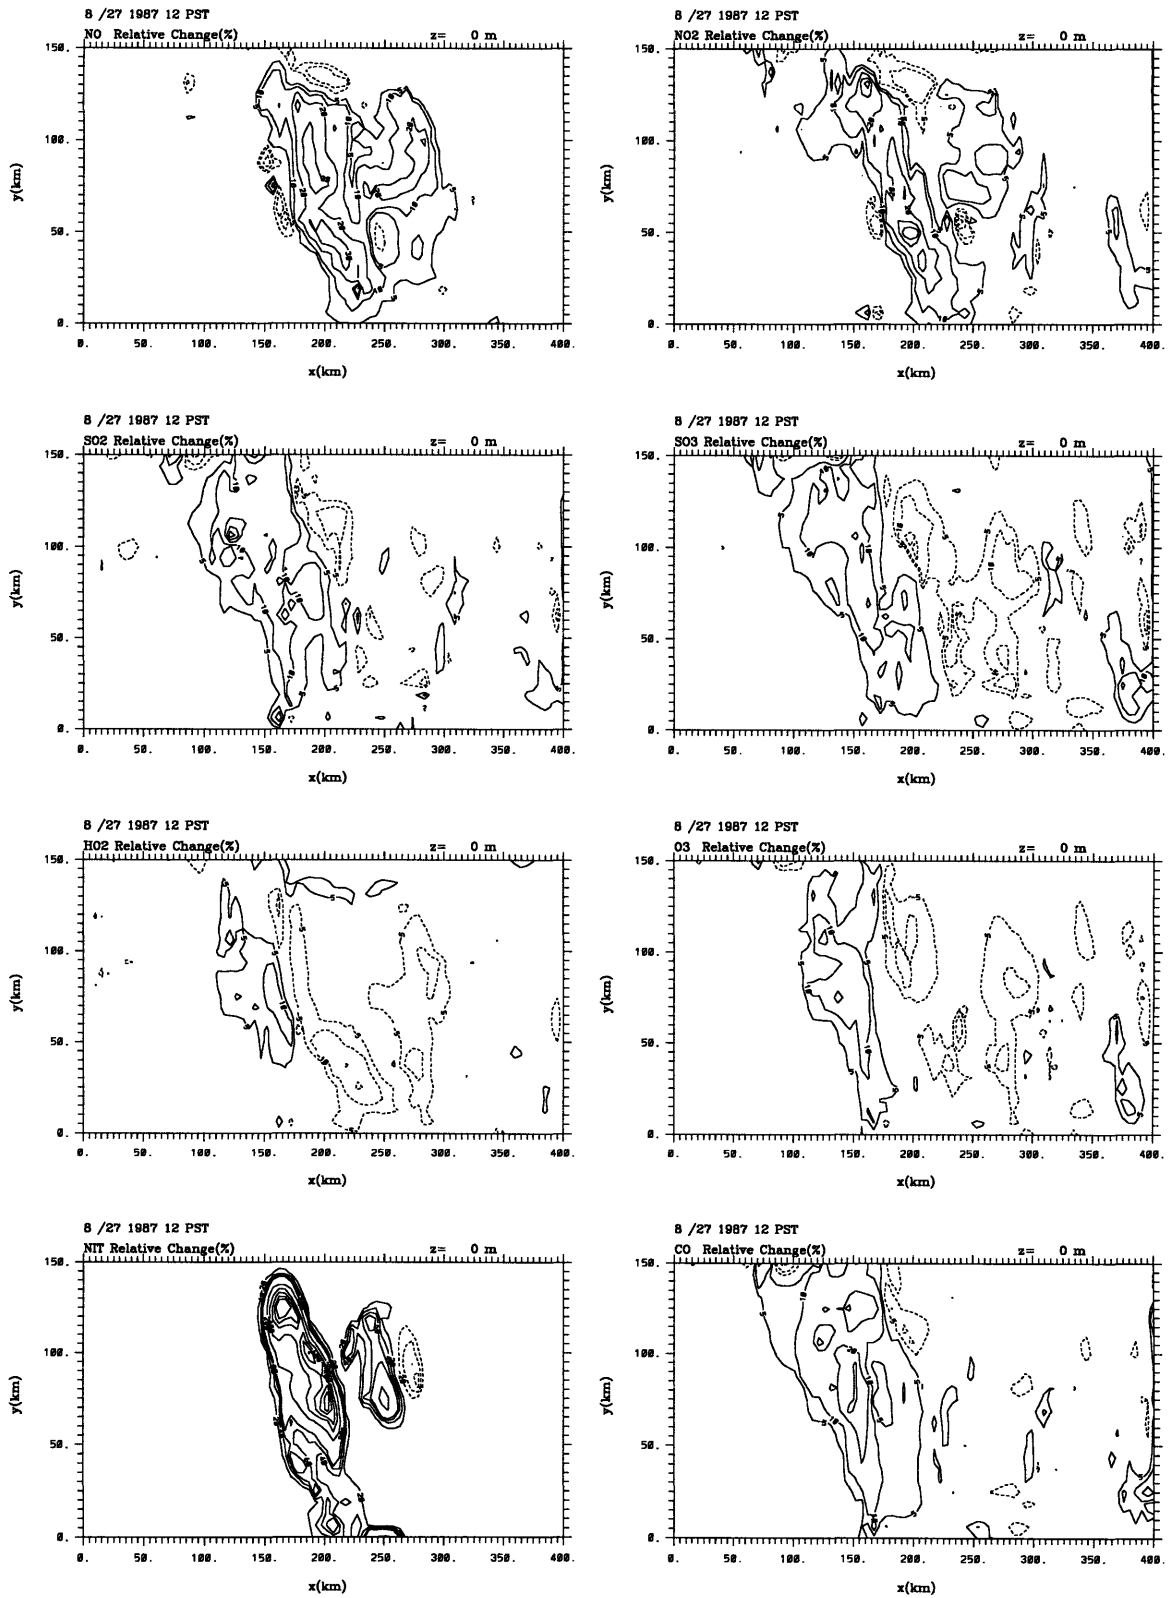 8 /27 1987 12 PST
NO Relative Change(%) z= 0 m
150.
100.
50.
0.
y(km)
0. 50. 100. 150. 200. 250. 300. 350. 400.
x(km)
8 /27 1987 12 PST
NO2 Relative Change(%) z= 0 m
150.
100.
50.
0.
y(km)
0. 50. 100. 150. 200. 250. 300. 350. 400.
x(km)
8 /27 1987 12 PST
SO2 Relative Change(%) z= 0 m
150.
100.
50.
0.
y(km)
0. 50. 100. 150. 200. 250. 300. 350. 400.
x(km)
8 /27 1987 12 PST
SO3 Relative Change(%) z= 0 m
150.
100.
50.
0.
y(km)
0. 50. 100. 150. 200. 250. 300. 350. 400.
x(km)
8 /27 1987 12 PST
HO2 Relative Change(%) z= 0 m
150.
100.
50.
0.
y(km)
0. 50. 100. 150. 200. 250. 300. 350. 400.
x(km)
8 /27 1987 12 PST
O3 Relative Change(%) z= 0 m
150.
100.
50.
0.
y(km)
0. 50. 100. 150. 200. 250. 300. 350. 400.
x(km)
8 /27 1987 12 PST
NIT Relative Change(%) z= 0 m
150.
100.
50.
0.
y(km)
0. 50. 100. 150. 200. 250. 300. 350. 400.
x(km)
8 /27 1987 12 PST
CO Relative Change(%) z= 0 m
150.
100.
50.
0.
y(km)
0. 50. 100. 150. 200. 250. 300. 350. 400.
x(km)